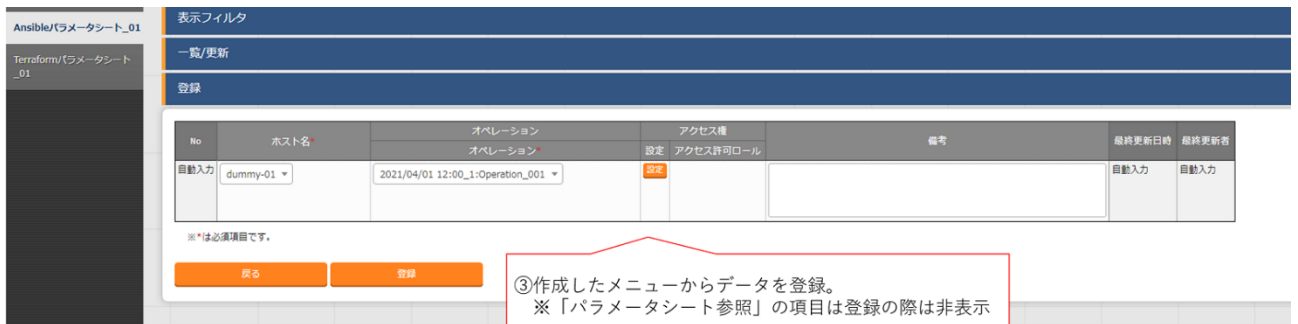 Ansibleパラメータシート_01
Terraformパラメータシート
_01
表示フィルタ
一覧/更新
登録
No
ホスト名*
オペレーション
オペレーション*
アクセス権
設定 アクセス許可ロール
備考
最終更新日時
最終更新者
自動入力
dummy-01
2021/04/01 12:00_1:Operation_001
設定
自動入力
自動入力
※*は必須項目です。
戻る
登録
③作成したメニューからデータを登録。
※「パラメータシート参照」の項目は登録の際は非表示